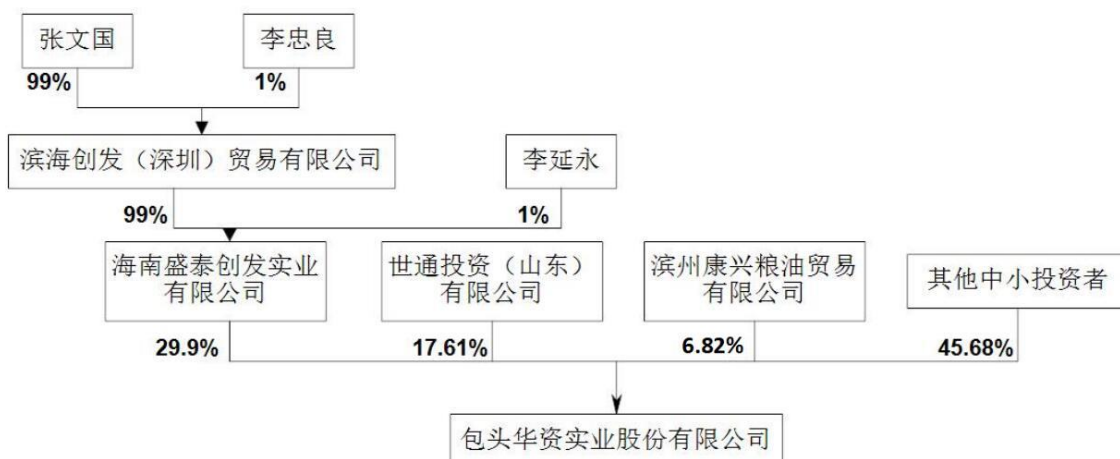 张文国
李忠良
99%
1%
滨海创发（深圳）贸易有限公司
李延永
99%
1%
海南盛泰创发实业
有限公司
世通投资（山东）
有限公司
滨州康兴粮油贸易
有限公司
其他中小投资者
29.9%
17.61%
6.82%
45.68%
包头华资实业股份有限公司